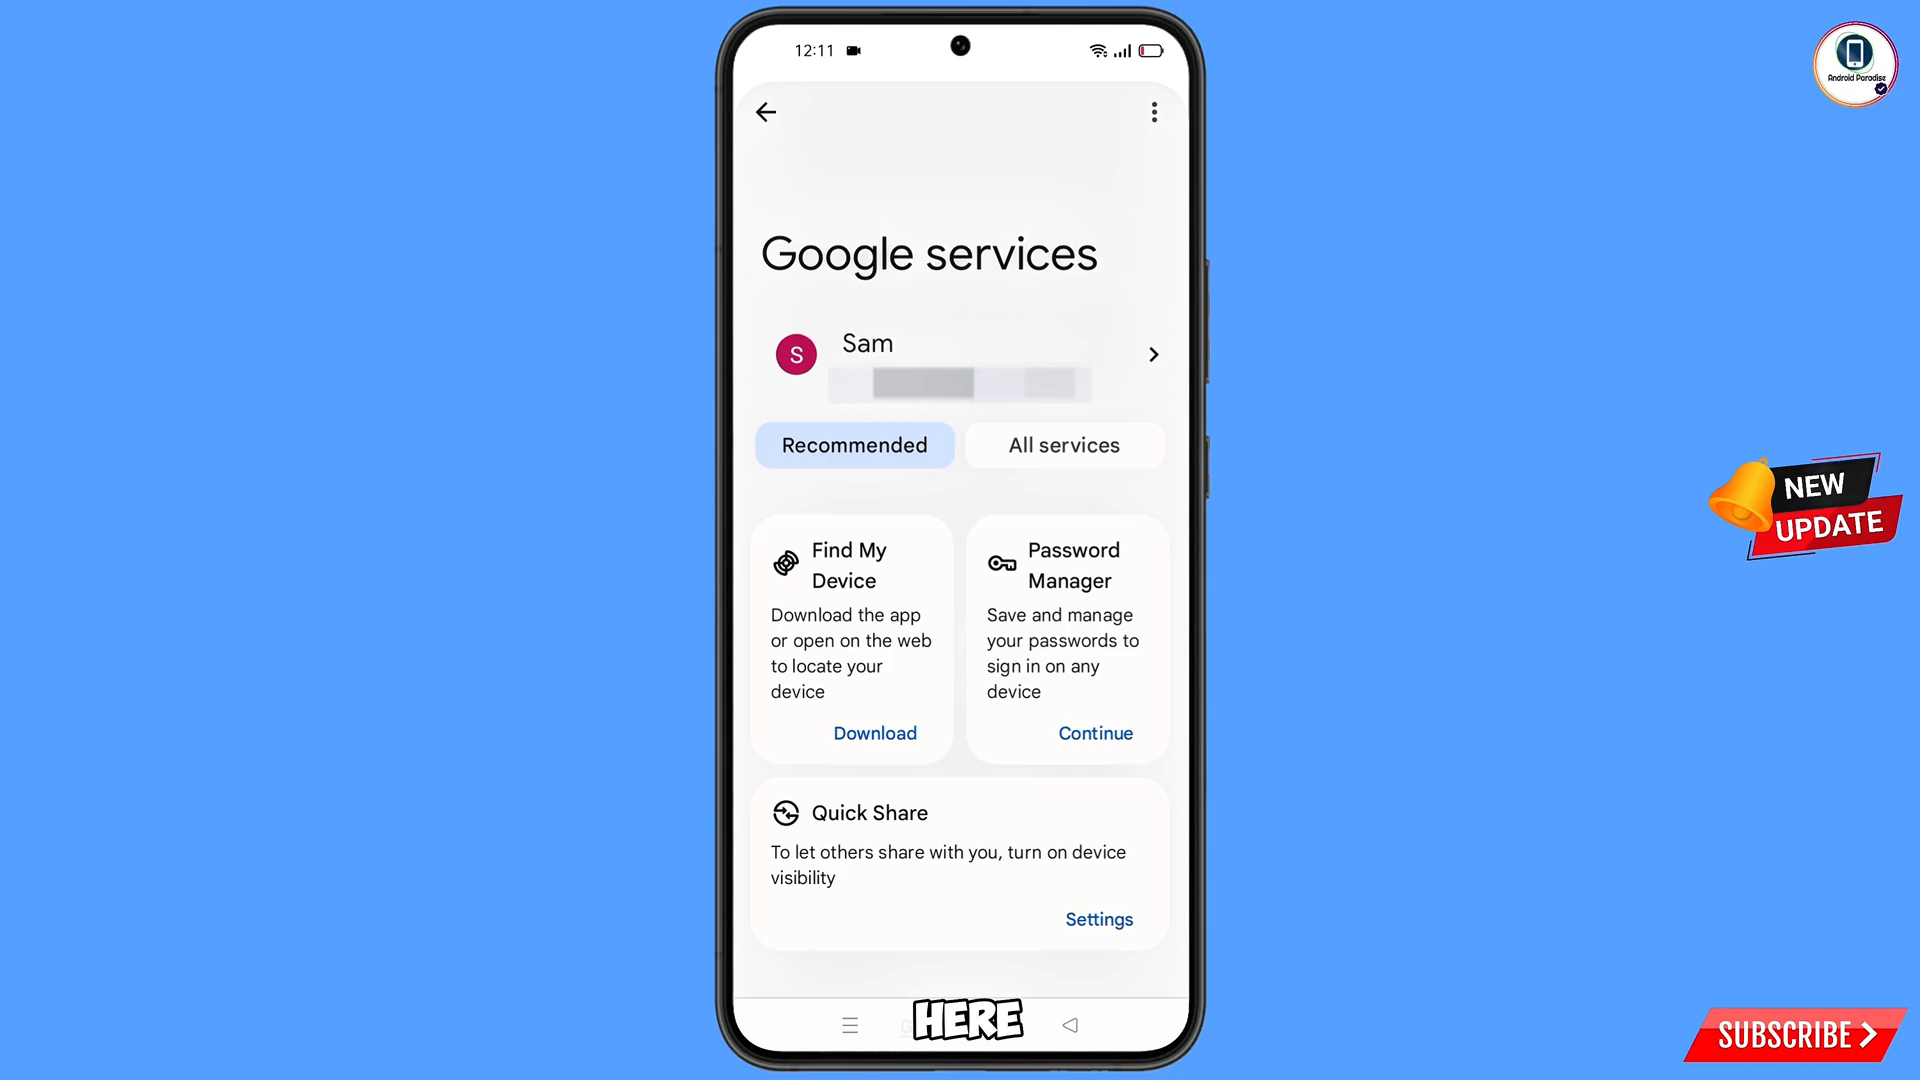 12:11
Android Paradise
Google services
S
Sam
Recommended
All services
Find My
Device
Download the app
or open on the web
to locate your
device
Download
Password
Manager
Save and manage
your passwords to
sign in on any
device
Continue
NEW
UPDATE
Quick Share
To let others share with you, turn on device
visibility
Settings
HERE
SUBSCRIBE